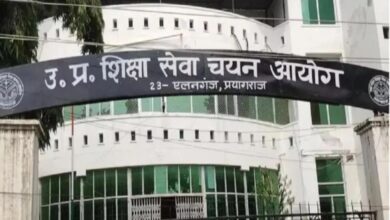 उ. प्र. शिक्षा सेवा चयन आयोग
23- एलनगंज, प्रयागराज